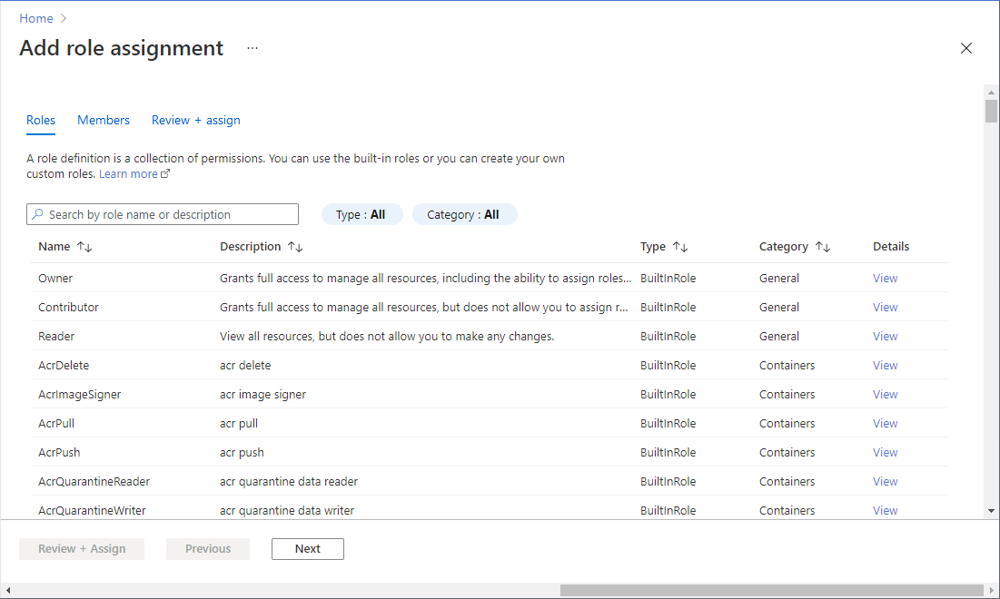 Home
Add role assignment ...
Roles Members Review + assign
A role definition is a collection of permissions. You can use the built-in roles or you can create your own
custom roles. Learn more
Search by role name or description Type : All Category : All
Name Description Type Category Details
Owner Grants full access to manage all resources, including the ability to assign roles... BuiltInRole General View
Contributor Grants full access to manage all resources, but does not allow you to assign r... BuiltInRole General View
Reader View all resources, but does not allow you to make any changes. BuiltInRole General View
AcrDelete acr delete BuiltInRole Containers View
AcrImageSigner acr image signer BuiltInRole Containers View
AcrPull acr pull BuiltInRole Containers View
AcrPush acr push BuiltInRole Containers View
AcrQuarantineReader acr quarantine data reader BuiltInRole Containers View
AcrQuarantineWriter acr quarantine data writer BuiltInRole Containers View
Review + Assign Previous Next